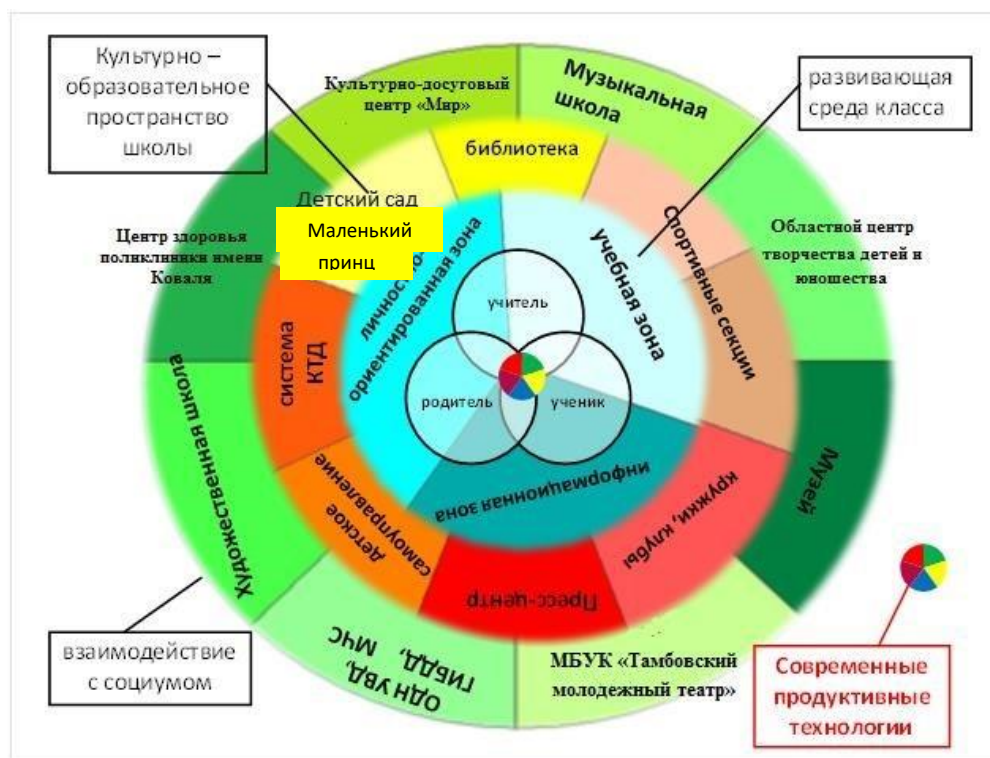 Культурно –
образовательное
пространство
школы
Культурно-досуговый
центр «Мир»
Музыкальная
школа
развивающая
среда класса
библиотека
Детский сад
Маленький
принц
Центр здоровья
поликлиники имени
Коваля
личностно
ориентированная зона
учебная зона
Спортивные секции
Областной центр
творчества детей и
юношества
учитель
родитель
ученик
система
КТД
информационная зона
Художественная школа
Детское
самоуправление
Пресс-центр
кружки, клубы
Музей
взаимодействие
с социумом
ОДН УВД,
ГИБДД, МЧС
МБУК «Тамбовский
молодежный театр»
Современные
продуктивные
технологии